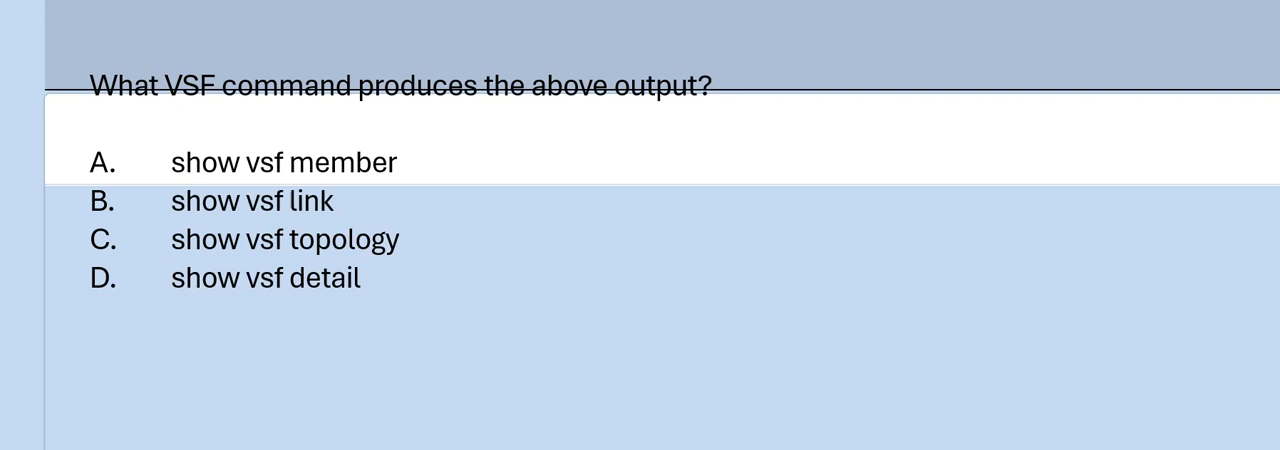 What VSF command produces the above output?
A. show vsf member
B. show vsf link
C. show vsf topology
D. show vsf detail